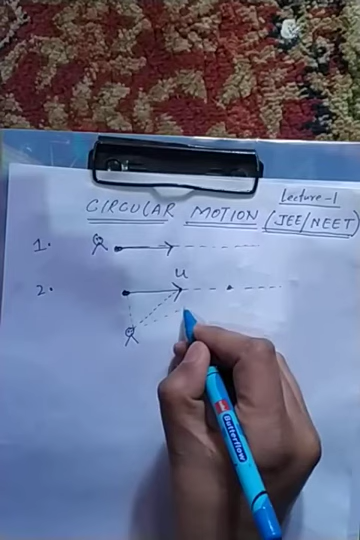 Lecture-1
CIRCULAR MOTION (JEE/NEET)
1.
u
2.
Butterflow